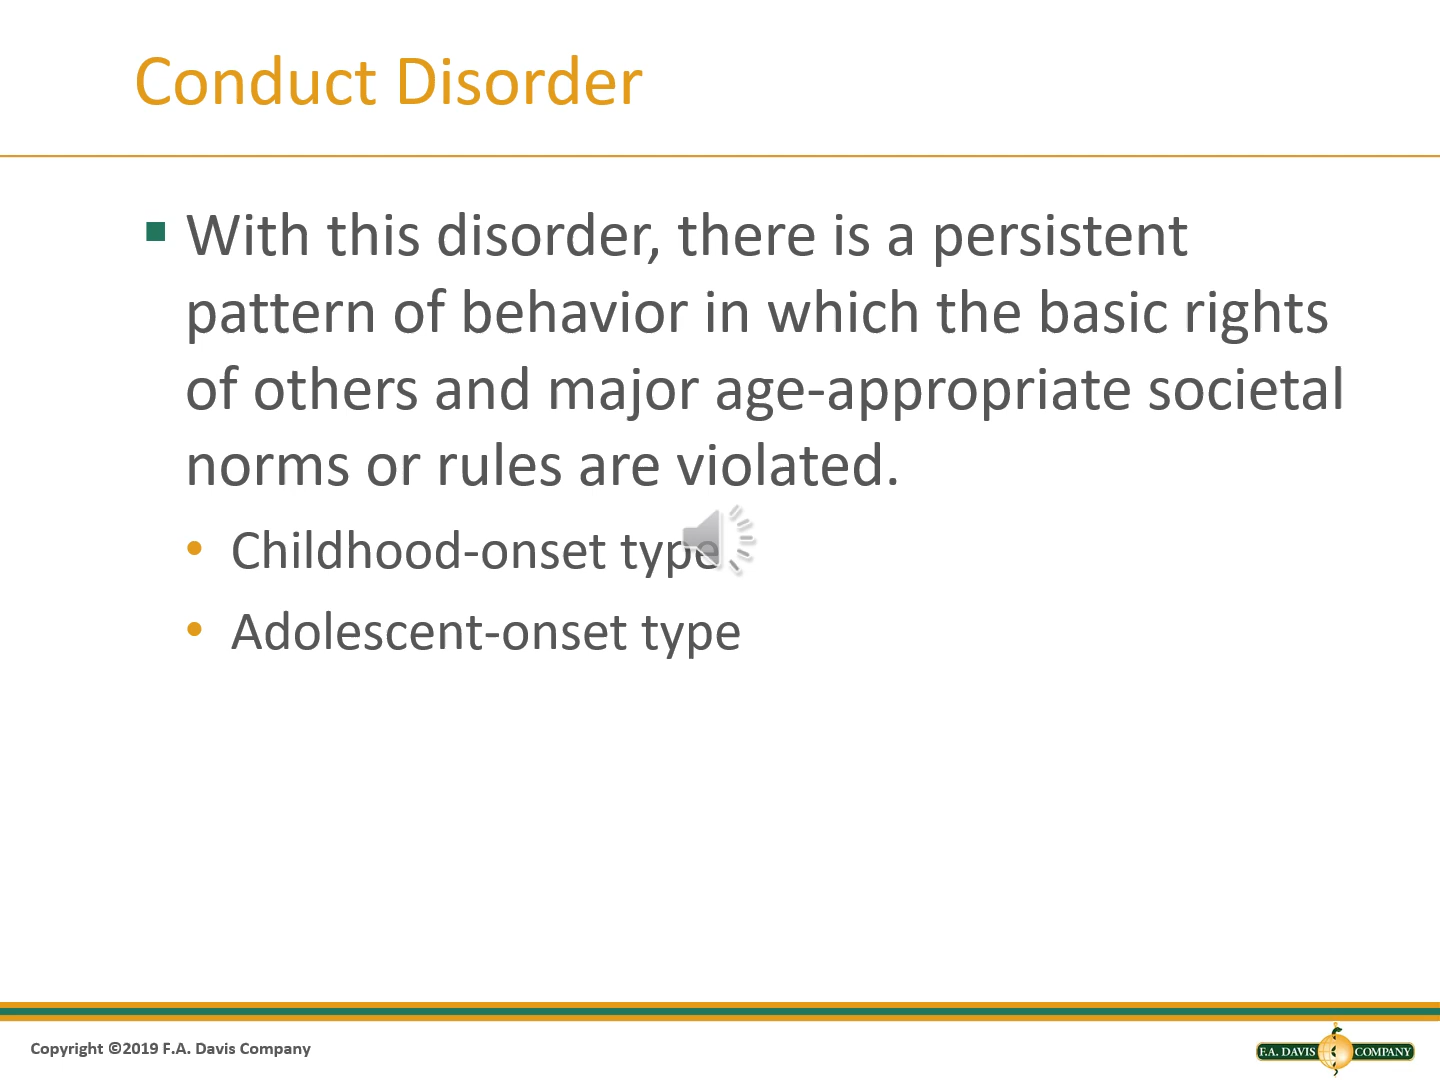 Conduct Disorder
With this disorder, there is a persistent
pattern of behavior in which the basic rights
of others and major age-appropriate societal
norms or rules are violated.
Childhood-onset type
Adolescent-onset type
Copyright ©2019 F.A. Davis Company
F.A. DAVIS COMPANY